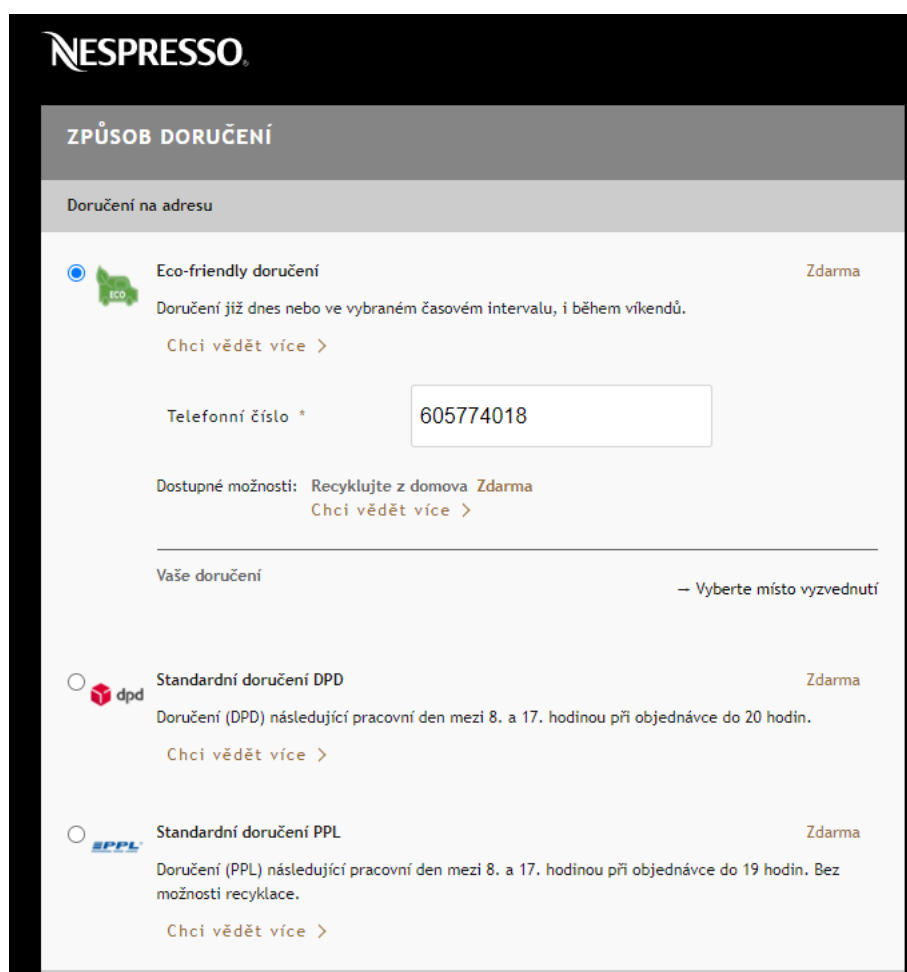 NESPRESSO.
ZPŮSOB DORUČENÍ
Doručení na adresu
Eco-friendly doručení Zdarma
ECO
Doručení již dnes nebo ve vybraném časovém intervalu, i během víkendů.
Chci vědět více >
Telefonní číslo * 605774018
Dostupné možnosti: Recyklujte z domova Zdarma
Chci vědět více >
Vaše doručení
→ Vyberte místo vyzvednutí
Standardní doručení DPD Zdarma
dpd
Doručení (DPD) následující pracovní den mezi 8. a 17. hodinou při objednávce do 20 hodin.
Chci vědět více >
Standardní doručení PPL Zdarma
PPL
Doručení (PPL) následující pracovní den mezi 8. a 17. hodinou při objednávce do 19 hodin. Bez
možnosti recyklace.
Chci vědět více >